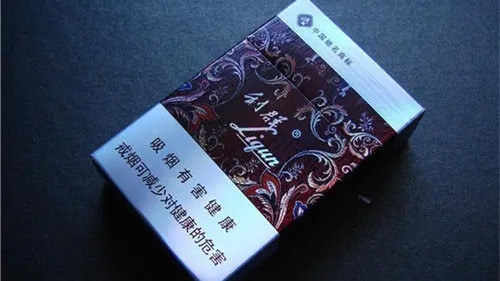 中国驰名商标
利群
®
Liqun
吸烟有害健康
戒烟可减少对健康的危害